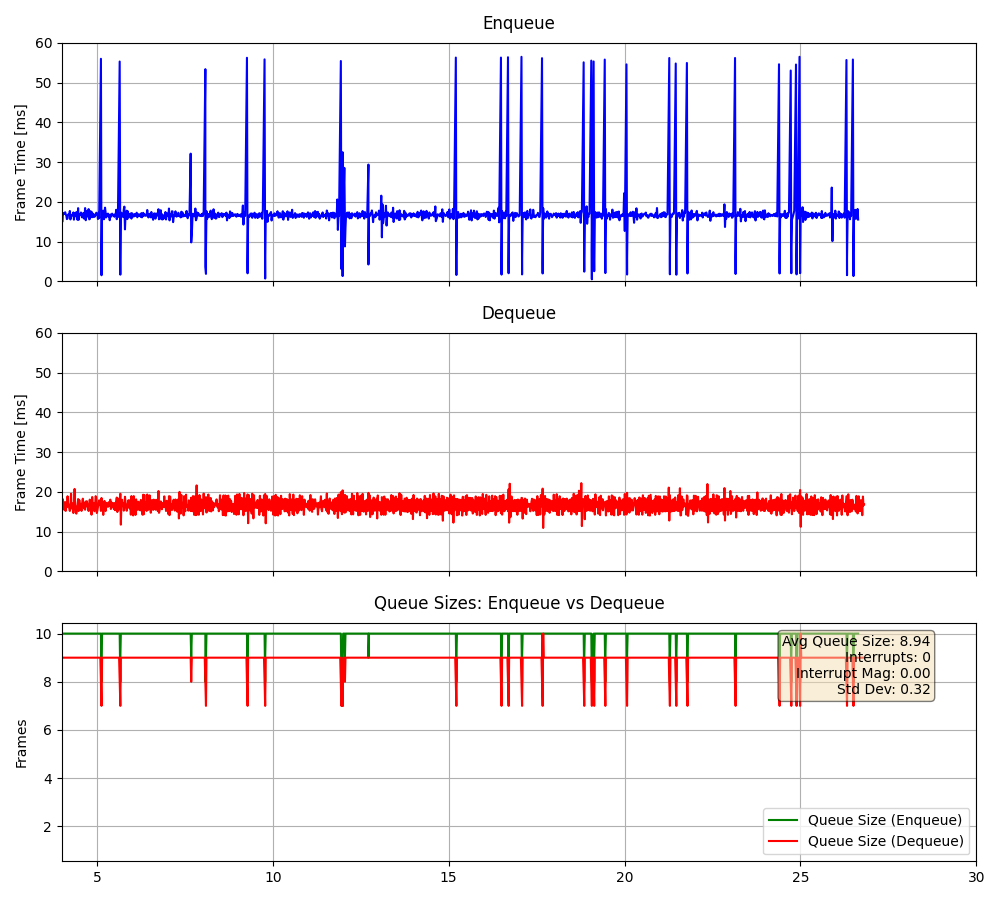 Enqueue
60
50
40
30
20
10
0
Frame Time [ms]
Dequeue
60
50
40
30
20
10
0
Frame Time [ms]
Queue Sizes: Enqueue vs Dequeue
10
8
6
4
2
Frames
Avg Queue Size: 8.94
Interrupts: 0
Interrupt Mag: 0.00
Std Dev: 0.32
Queue Size (Enqueue)
Queue Size (Dequeue)
5 10 15 20 25 30